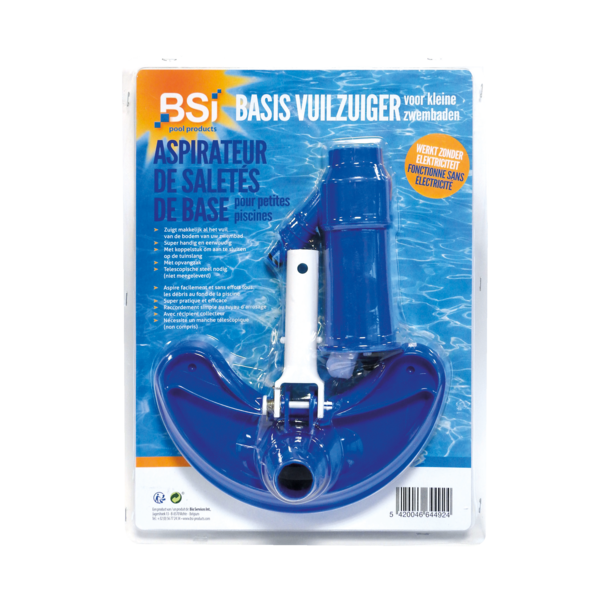 BSi
pool products
BASIS VUILZUIGER voor kleine
zwembaden
ASPIRATEUR
DE SALETÉS
DE BASE pour petites
piscines
WERKT ZONDER
ELEKTRICITEIT
FONCTIONNE SANS
ÉLECTRICITÉ
Zuigt makkelijk al het vuil
van de bodem van uw zwembad
Super handig en eenvoudig
Met koppelstuk om aan te sluiten
op de tuinslang
Met opvangzak
Telescopische steel nodig
(niet meegeleverd)
Aspire facilement et sans effort tous
les débris au fond de la piscine
Super pratique et efficace
Raccordement simple au tuyau d'arrosage
Avec récipient collecteur
Nécessite un manche télescopique
(non compris)
5 420046 644924